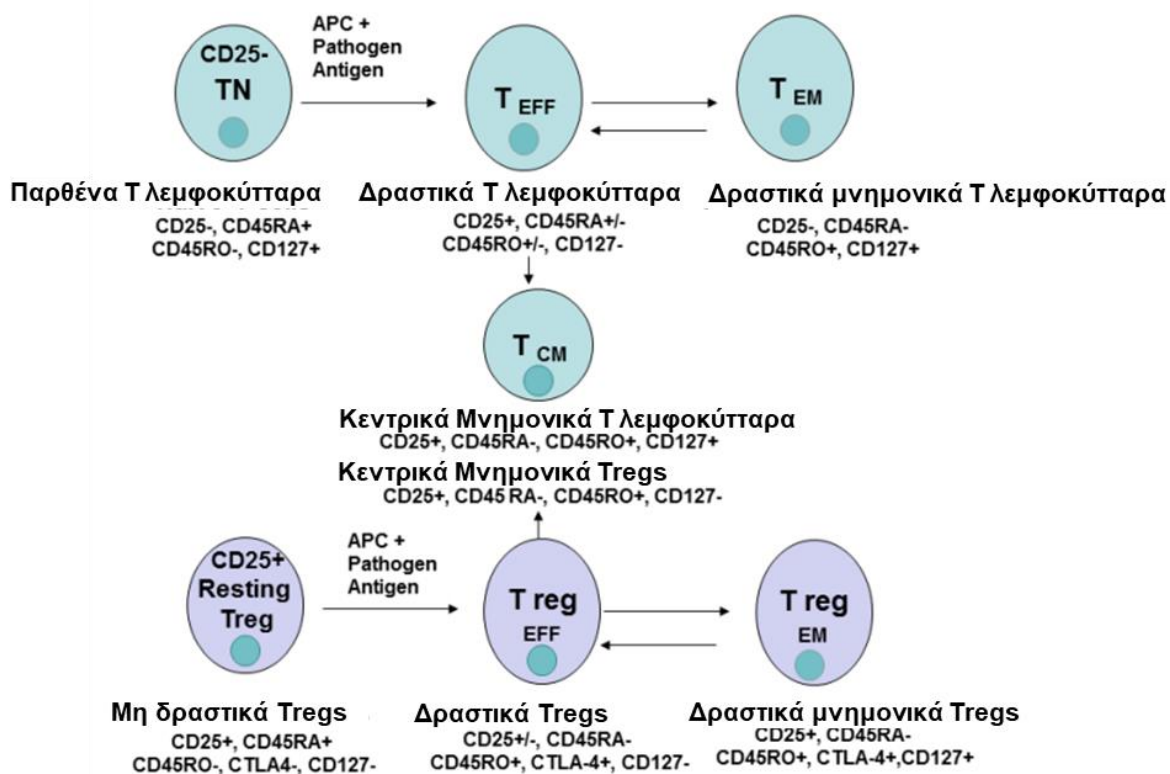 CD25-
TN
APC +
Pathogen
Antigen
T EFF
T EM
Παρθένα Τ λεμφοκύτταρα
CD25-, CD45RA+
CD45RO-, CD127+
Δραστικά Τ λεμφοκύτταρα
CD25+, CD45RA+/-
CD45RO+/-, CD127-
Δραστικά μνημονικά Τ λεμφοκύτταρα
CD25-, CD45RA-
CD45RO+, CD127+
T CM
Κεντρικά Μνημονικά Τ λεμφοκύτταρα
CD25+, CD45RA-, CD45RO+, CD127+
Κεντρικά Μνημονικά Tregs
CD25+, CD45 RA-, CD45RO+, CD127-
CD25+
Resting
Treg
APC +
Pathogen
Antigen
T reg
EFF
T reg
EM
Μη δραστικά Tregs
CD25+, CD45RA+
CD45RO-, CTLA4-, CD127-
Δραστικά Tregs
CD25+/-, CD45RA-
CD45RO+, CTLA-4+, CD127-
Δραστικά μνημονικά Tregs
CD25+, CD45RA-
CD45RO+, CTLA-4+,CD127+